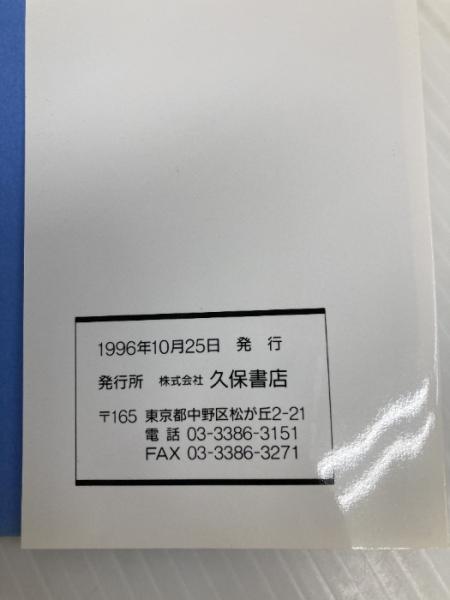 1996年10月25日 発 行
発行所 株式会社 久保書店
〒165 東京都中野区松が丘2-21
電 話 03-3386-3151
FAX 03-3386-3271